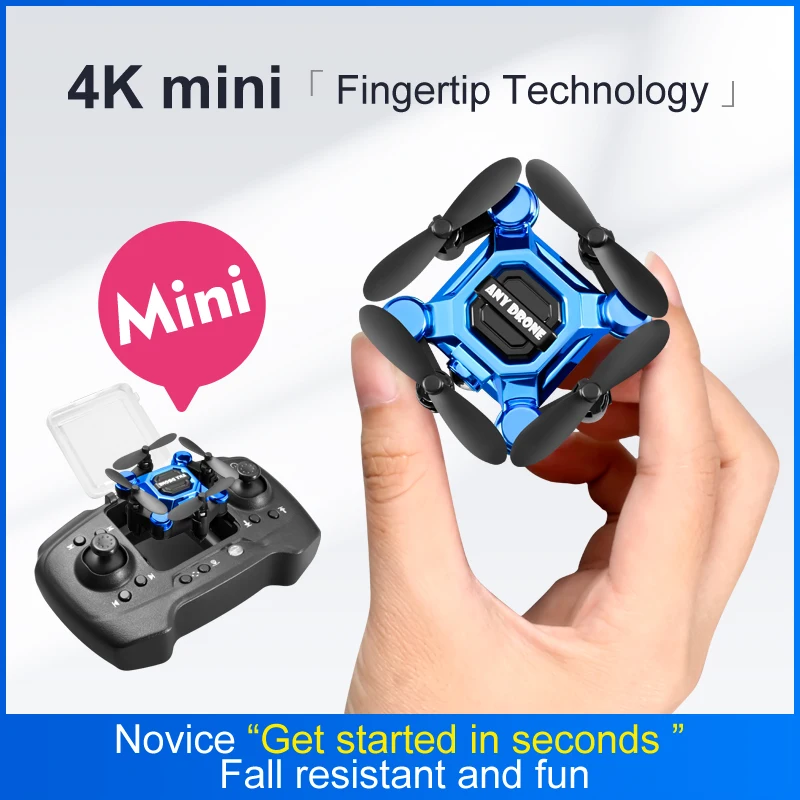 4K mini「 Fingertip Technology 」
Mini
ANY DRONE
Novice “Get started in seconds ”
Fall resistant and fun